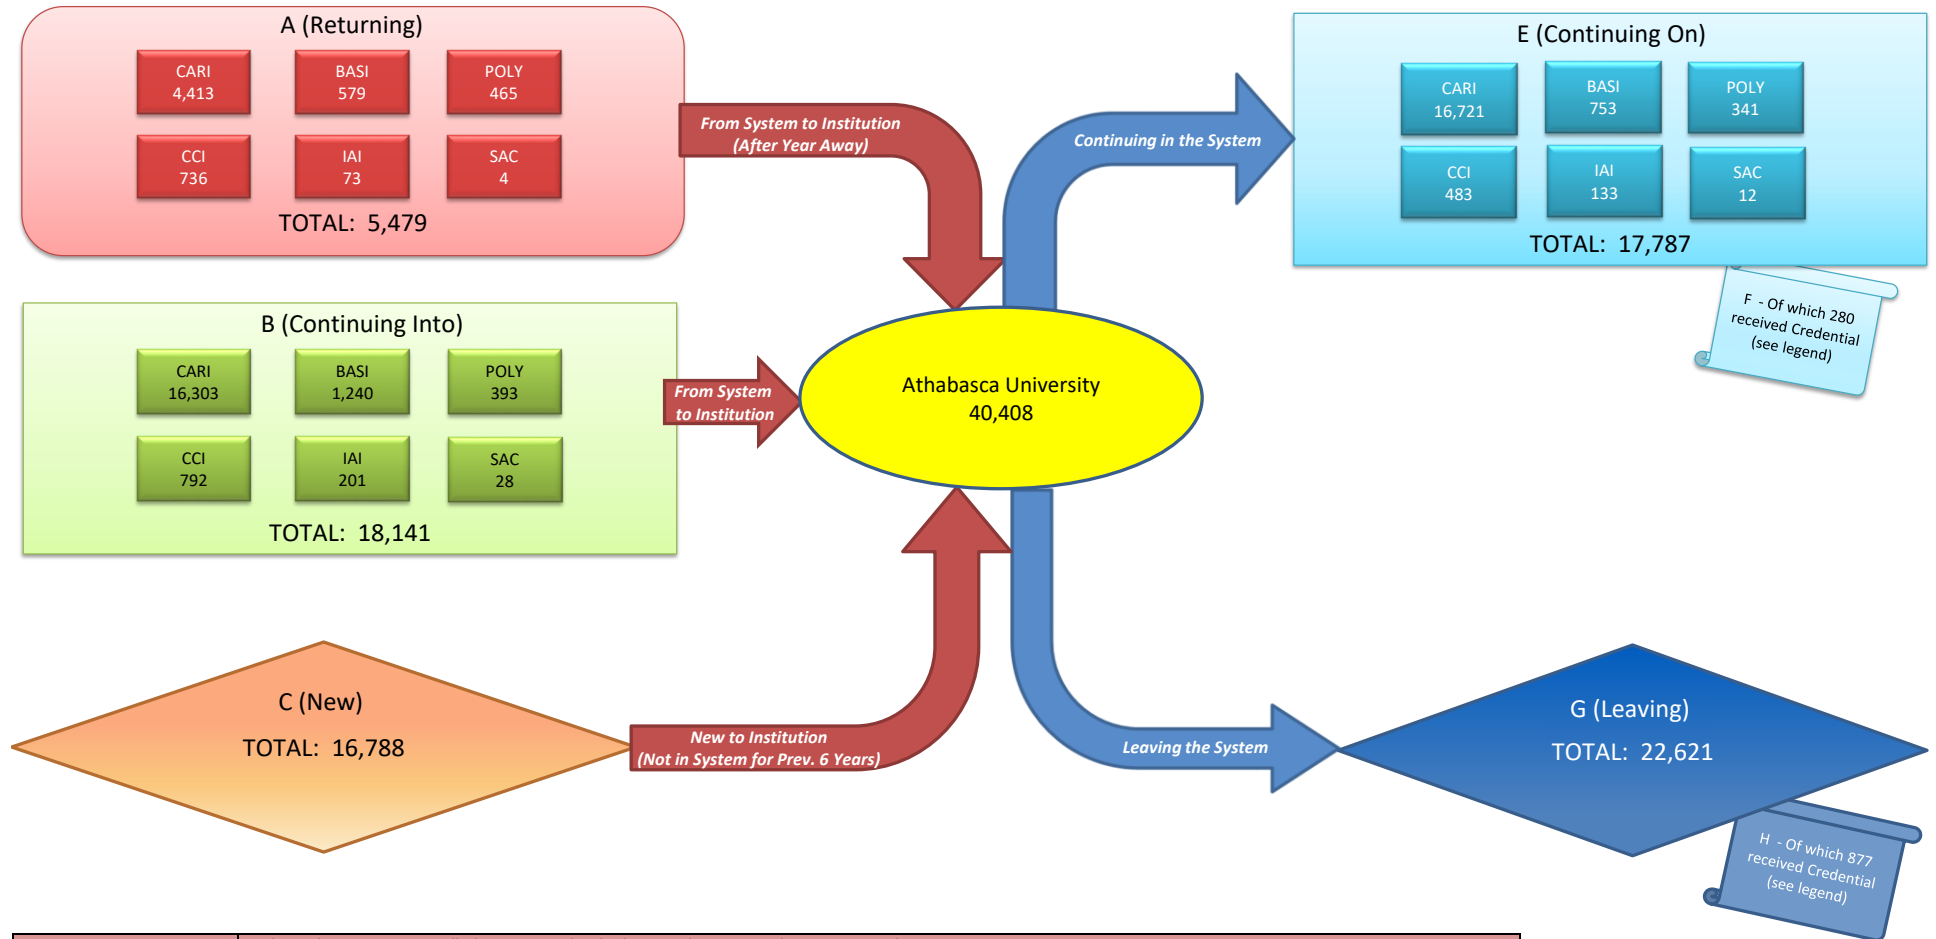 A (Returning)
CARI
4,413
BASI
579
POLY
465
CCI
736
IAI
73
SAC
4
TOTAL: 5,479
From System to Institution
(After Year Away)
B (Continuing Into)
CARI
16,303
BASI
1,240
POLY
393
CCI
792
IAI
201
SAC
28
TOTAL: 18,141
From System
to Institution
C (New)
TOTAL: 16,788
New to Institution
(Not in System for Prev. 6 Years)
Athabasca University
40,408
Continuing in the System
E (Continuing On)
CARI
16,721
BASI
753
POLY
341
CCI
483
IAI
133
SAC
12
TOTAL: 17,787
F - Of which 280
received Credential
(see legend)
Leaving the System
G (Leaving)
TOTAL: 22,621
H - Of which 877
received Credential
(see legend)